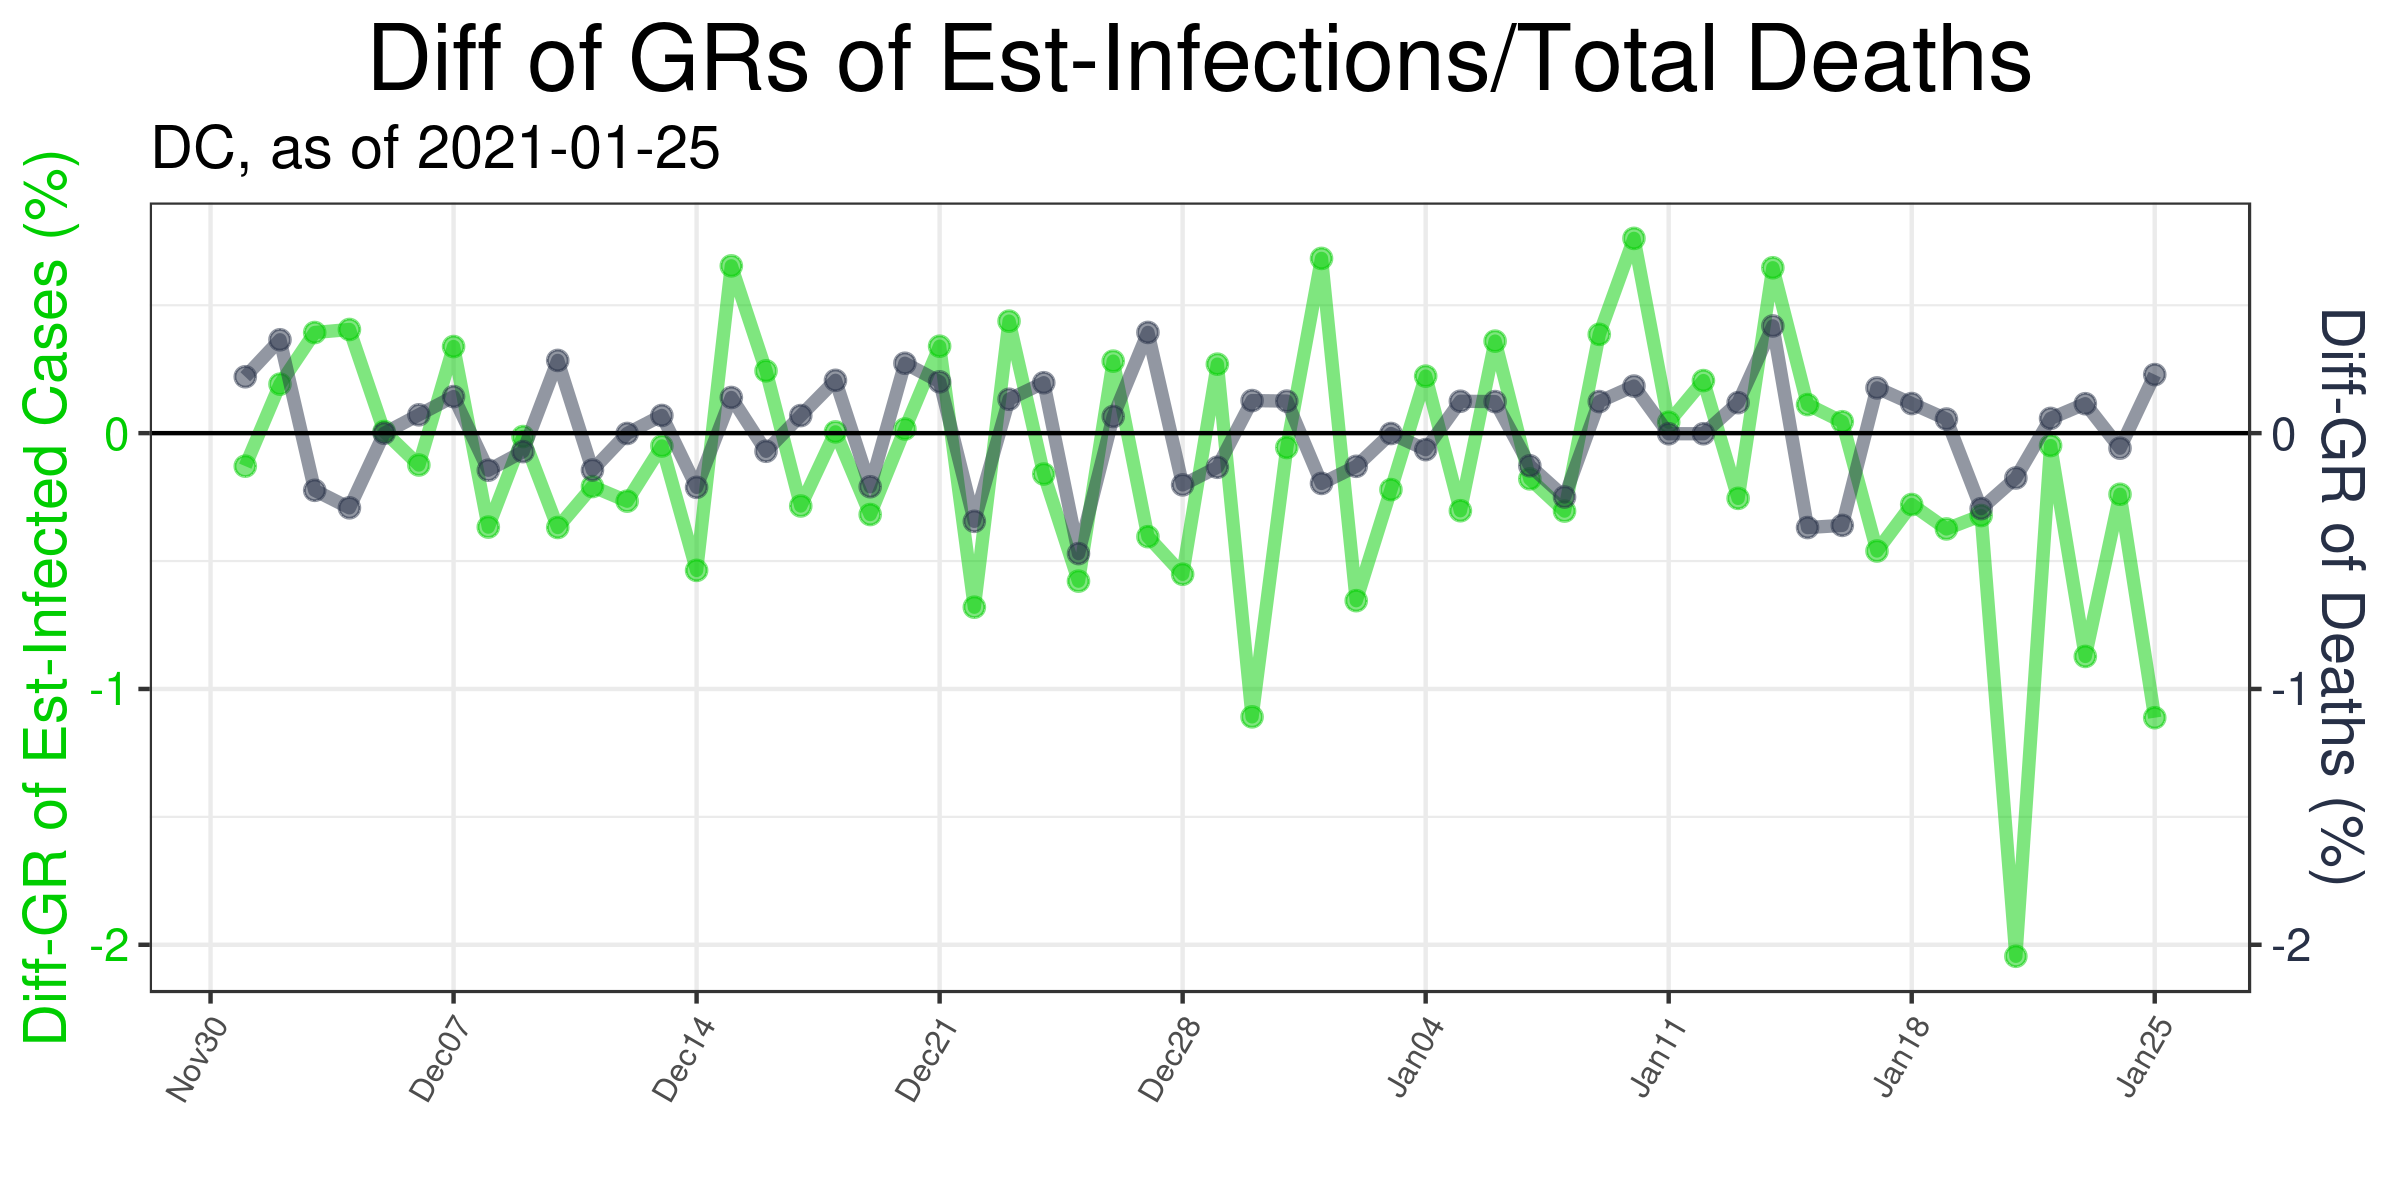 Diff of GRs of Est-Infections/Total Deaths
DC, as of 2021-01-25
Diff-GR of Est-Infected Cases (%)
0
-1
-2
0
-1
-2
Diff-GR of Deaths (%)
Nov30
Dec07
Dec14
Dec21
Dec28
Jan04
Jan11
Jan18
Jan25